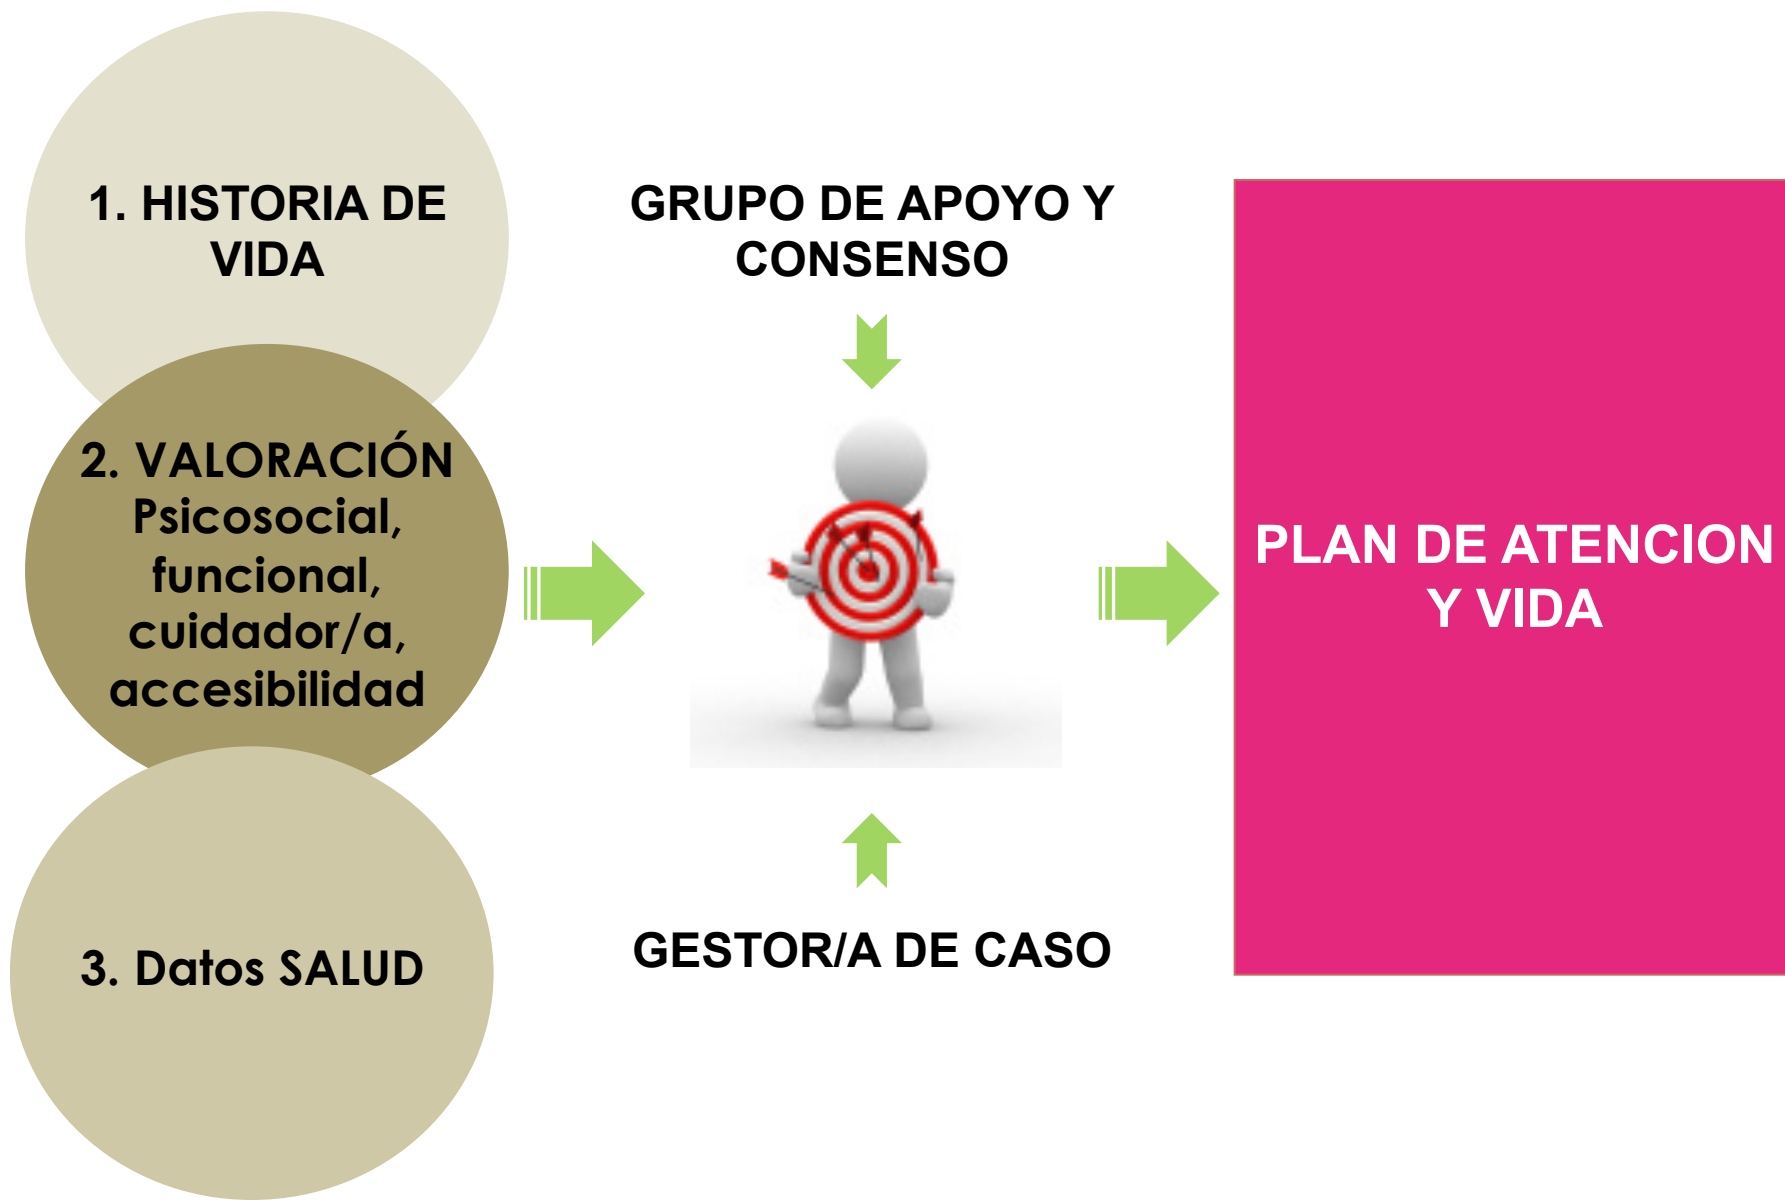 1. HISTORIA DE
VIDA
2. VALORACIÓN
Psicosocial,
funcional,
cuidador/a,
accesibilidad
3. Datos SALUD
GRUPO DE APOYO Y
CONSENSO
GESTOR/A DE CASO
PLAN DE ATENCION
Y VIDA